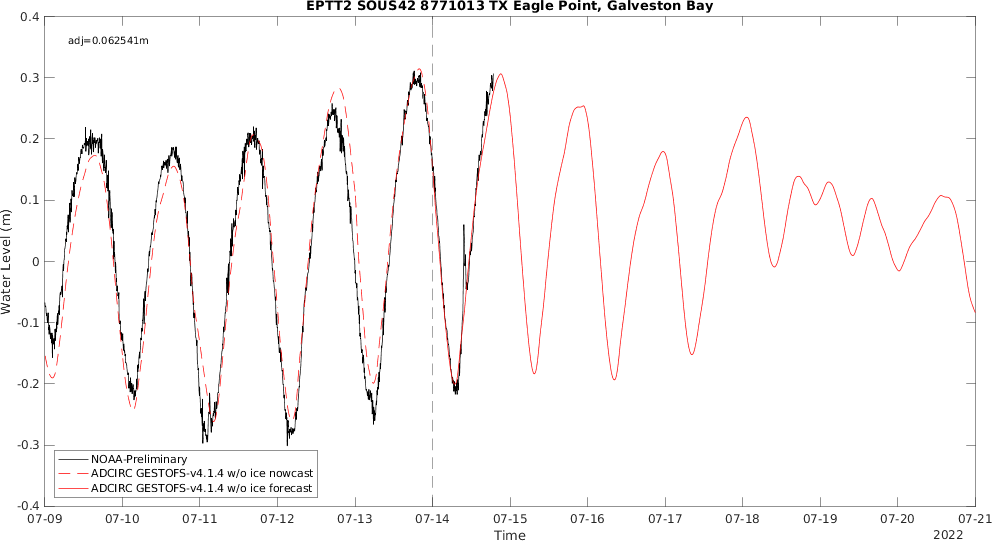 EPTT2 SOUS42 8771013 TX Eagle Point, Galveston Bay
adj=0.062541m
0.4
0.3
0.2
0.1
0
-0.1
-0.2
-0.3
-0.4
Water Level (m)
NOAA-Preliminary
ADCIRC GESTOFS-v4.1.4 w/o ice nowcast
ADCIRC GESTOFS-v4.1.4 w/o ice forecast
07-09 07-10 07-11 07-12 07-13 07-14 07-15 07-16 07-17 07-18 07-19 07-20 07-21
Time
2022